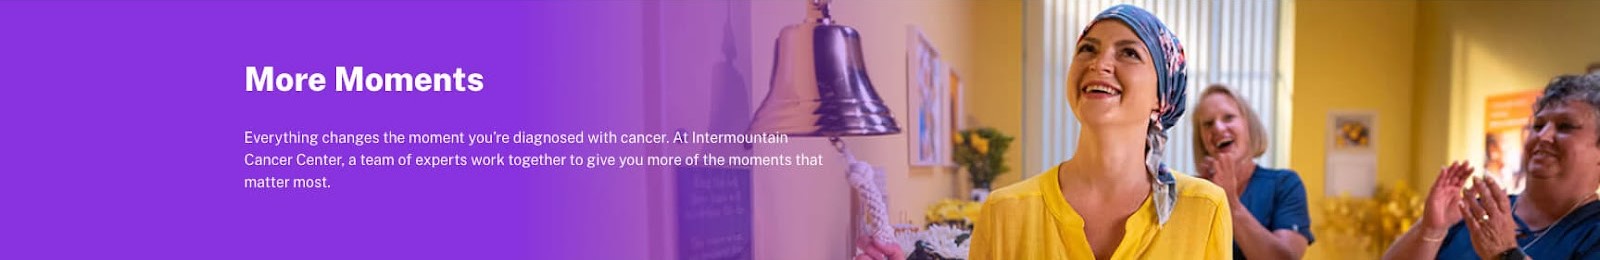 More Moments
Everything changes the moment you’re diagnosed with cancer. At Intermountain
Cancer Center, a team of experts work together to give you more of the moments that
matter most.